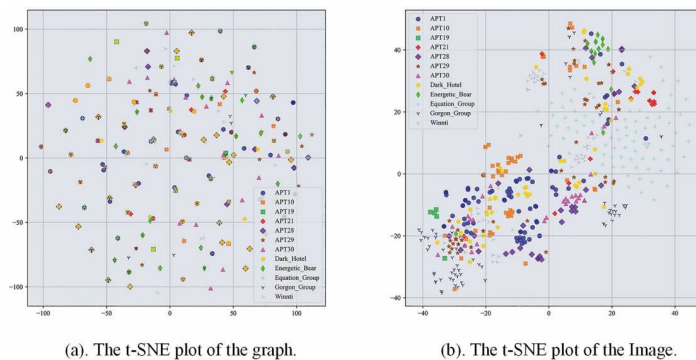 100
50
0
-50
-100
-100
-50
0
50
100
APT1
APT10
APT19
APT21
APT28
APT29
APT30
Dark_Hotel
Energetic_Bear
Equation_Group
Gorgon_Group
Winnti
(a). The t-SNE plot of the graph.
40
20
0
-20
-40
-40
-20
0
20
40
APT1
APT10
APT19
APT21
APT28
APT29
APT30
Dark_Hotel
Energetic_Bear
Equation_Group
Gorgon_Group
Winnti
(b). The t-SNE plot of the Image.